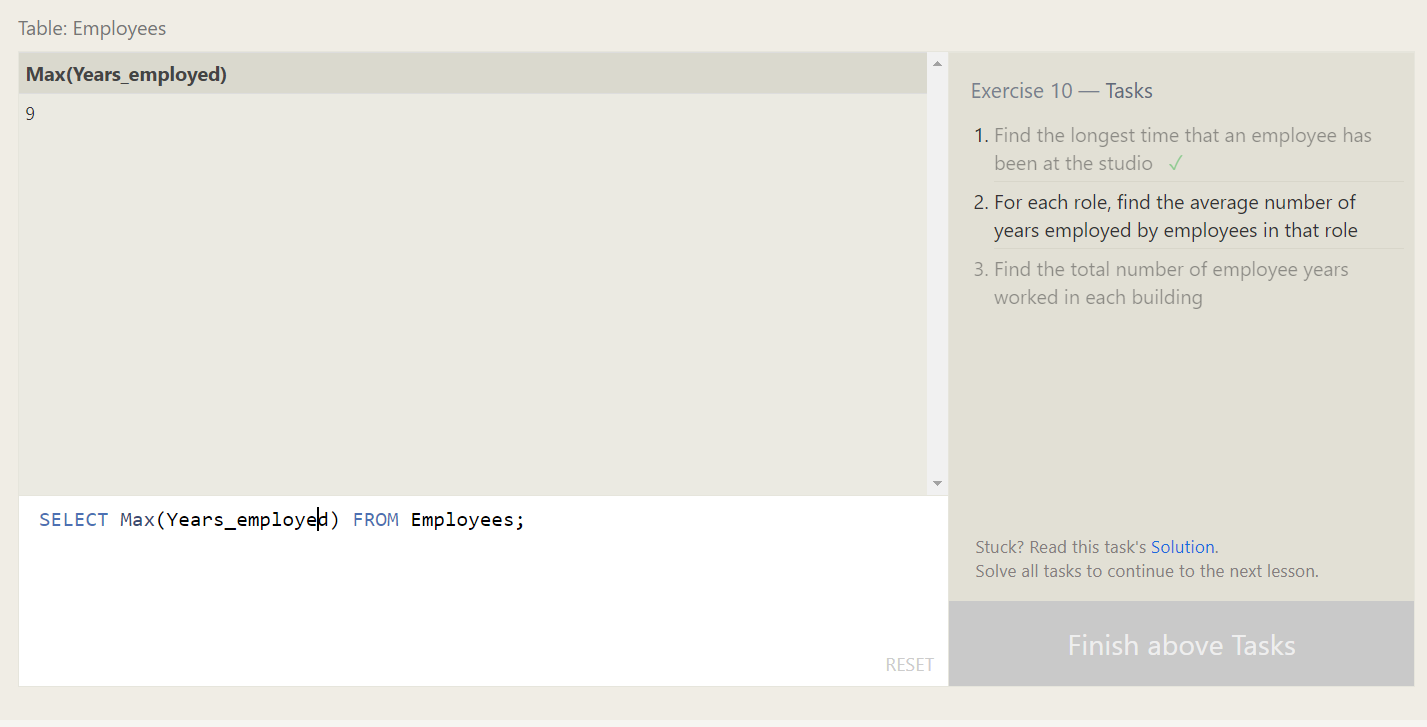 Table: Employees
Max(Years_employed)
9
SELECT Max(Years_employed) FROM Employees;
RESET
Exercise 10 — Tasks
1. Find the longest time that an employee has
been at the studio ✓
2. For each role, find the average number of
years employed by employees in that role
3. Find the total number of employee years
worked in each building
Stuck? Read this task's Solution.
Solve all tasks to continue to the next lesson.
Finish above Tasks